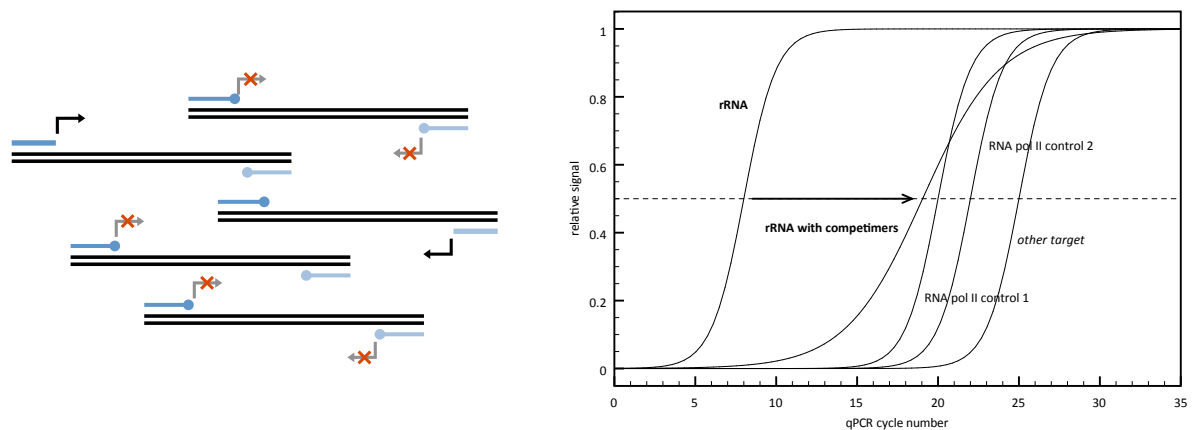 1
0.8
0.6
0.4
0.2
0
relative signal
rRNA
RNA pol II control 2
rRNA with competimers
other target
RNA pol II control 1
0 5 10 15 20 25 30 35
qPCR cycle number